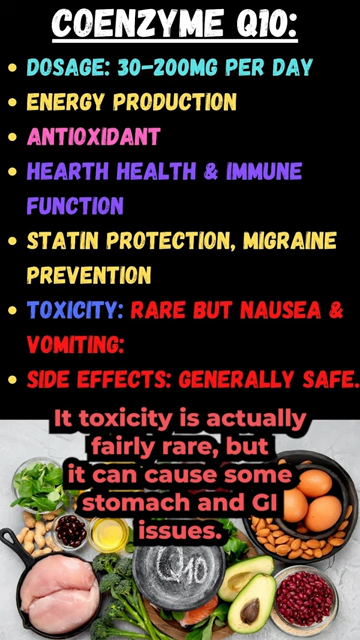 COENZYME Q10:
• DOSAGE: 30-200MG PER DAY
• ENERGY PRODUCTION
• ANTIOXIDANT
• HEARTH HEALTH & IMMUNE
FUNCTION
• STATIN PROTECTION, MIGRAINE
PREVENTION
• TOXICITY: RARE BUT NAUSEA &
VOMITING:
• SIDE EFFECTS: GENERALLY SAFE.
It toxicity is actually
fairly rare, but
it can cause some
stomach and GI
issues.
Q10